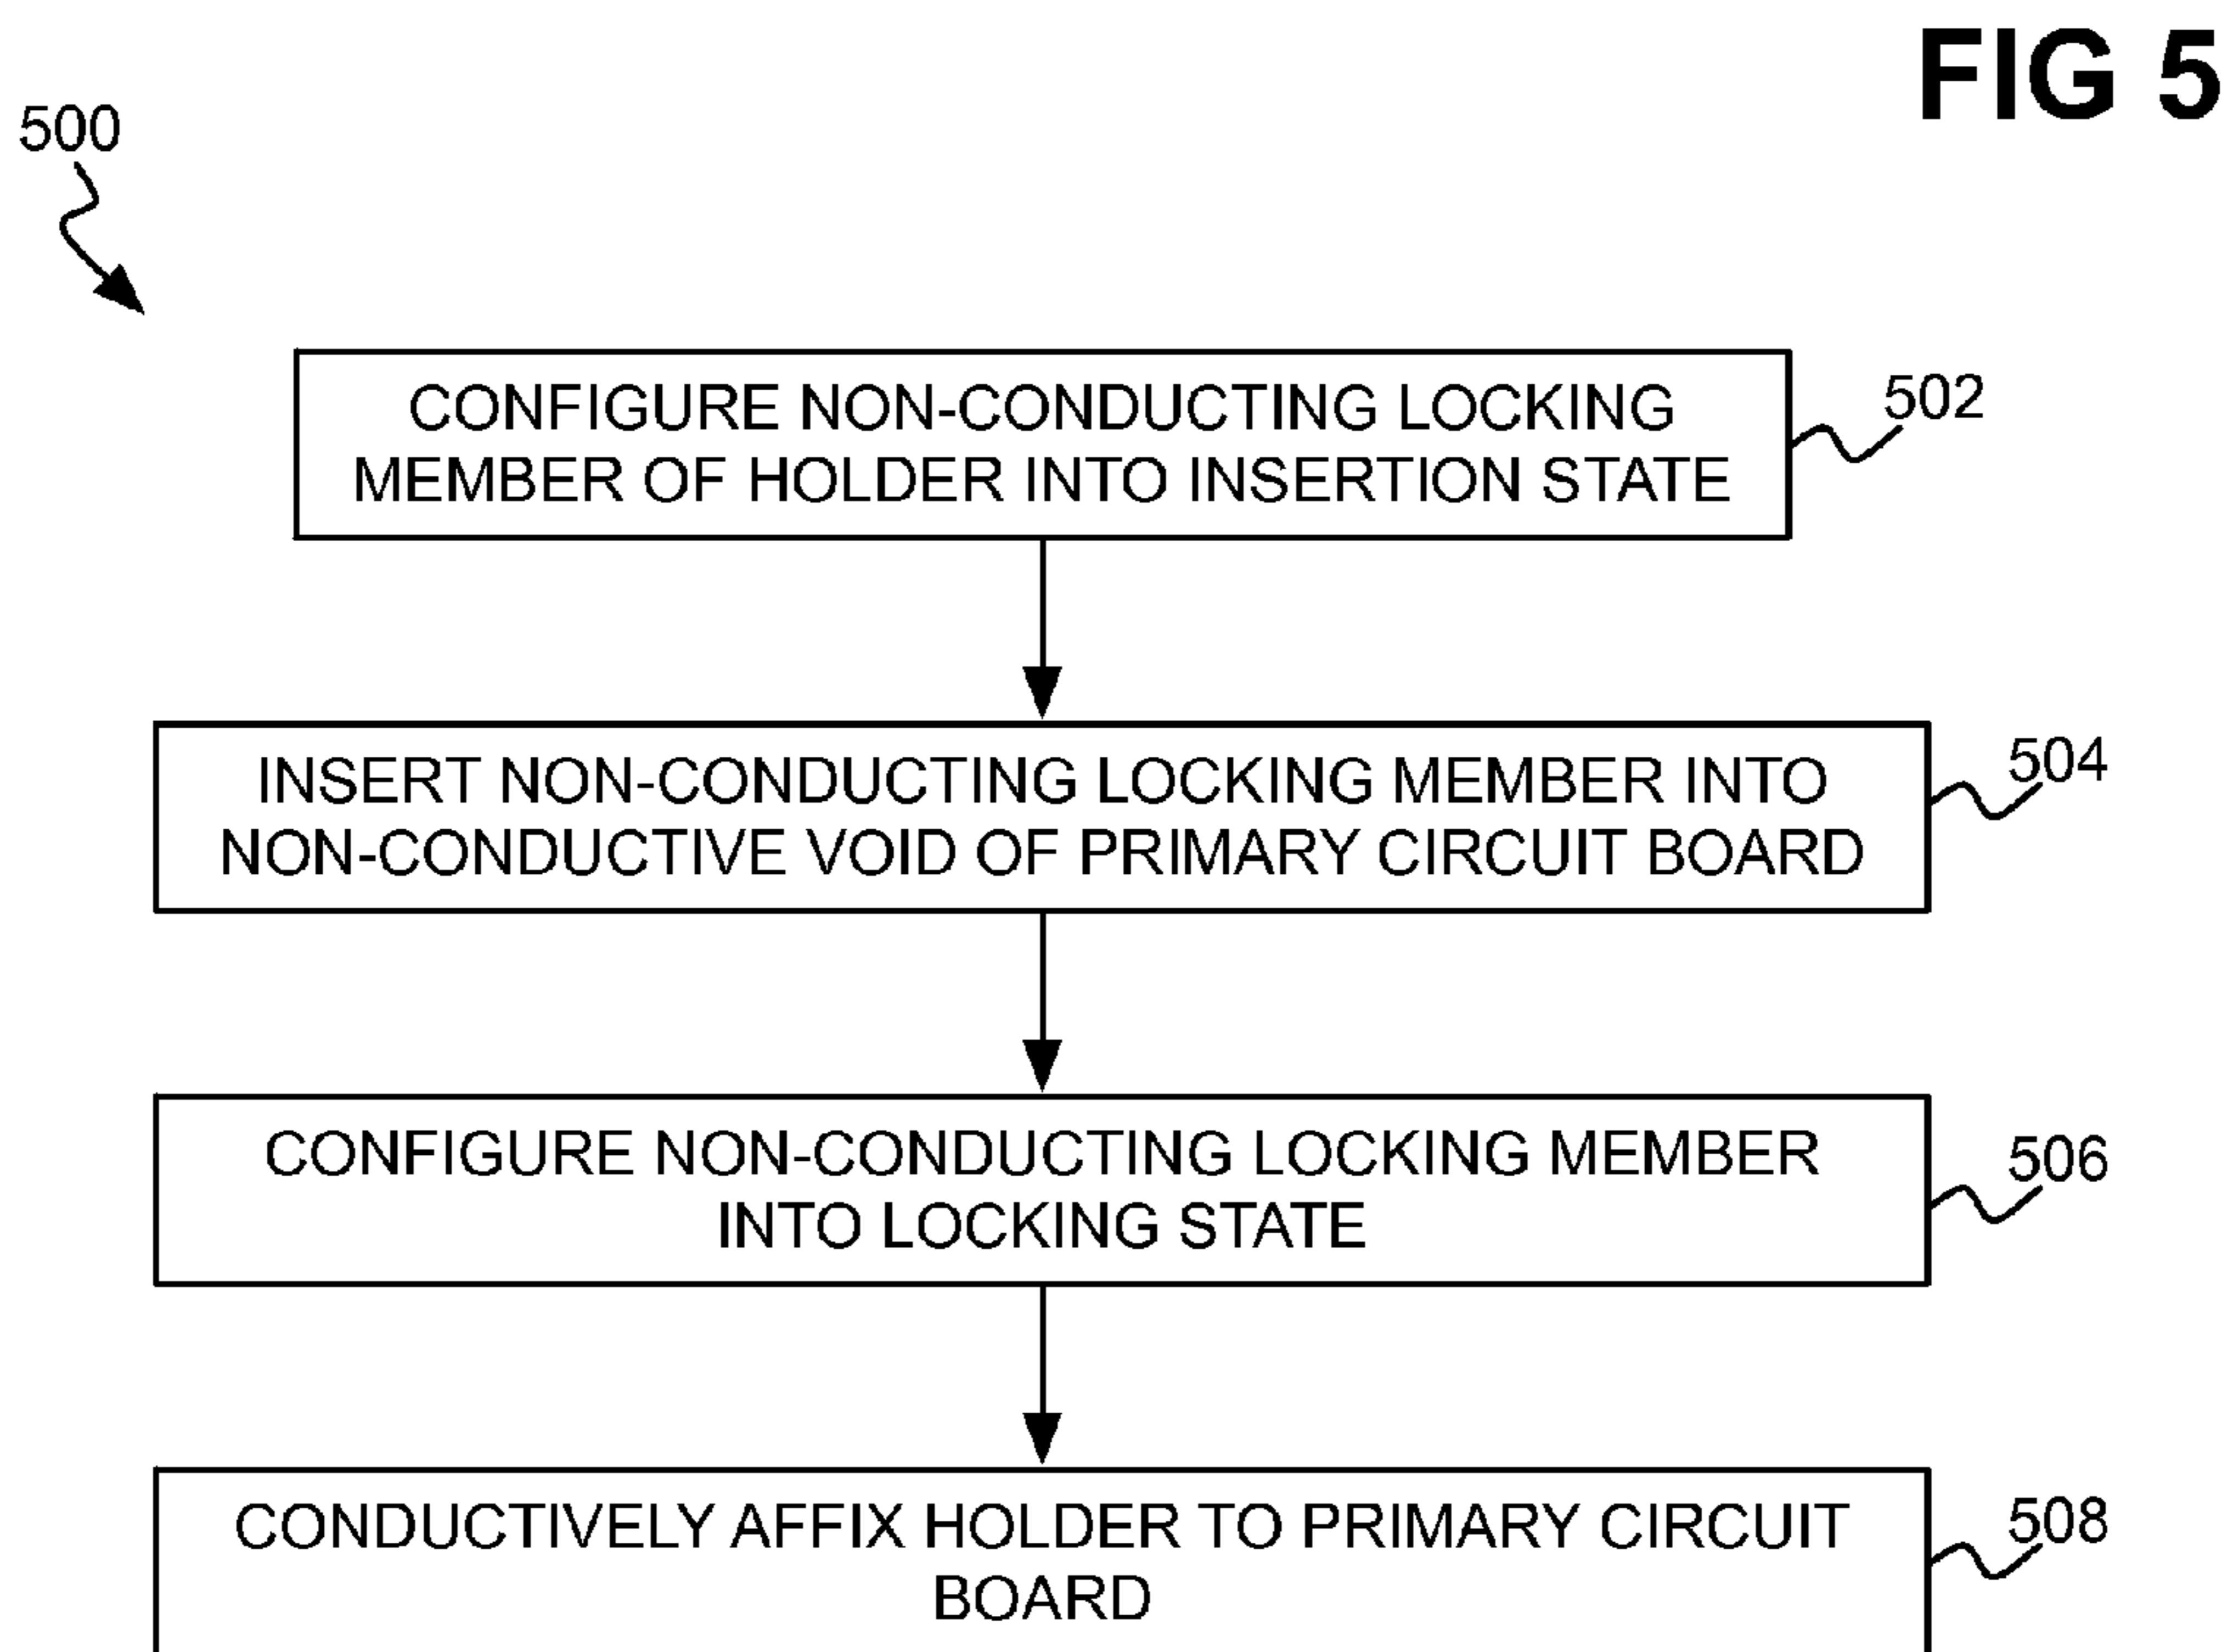 FIG 5
500
CONFIGURE NON-CONDUCTING LOCKING
MEMBER OF HOLDER INTO INSERTION STATE
502
INSERT NON-CONDUCTING LOCKING MEMBER INTO
NON-CONDUCTIVE VOID OF PRIMARY CIRCUIT BOARD
504
CONFIGURE NON-CONDUCTING LOCKING MEMBER
INTO LOCKING STATE
506
CONDUCTIVELY AFFIX HOLDER TO PRIMARY CIRCUIT
BOARD
508